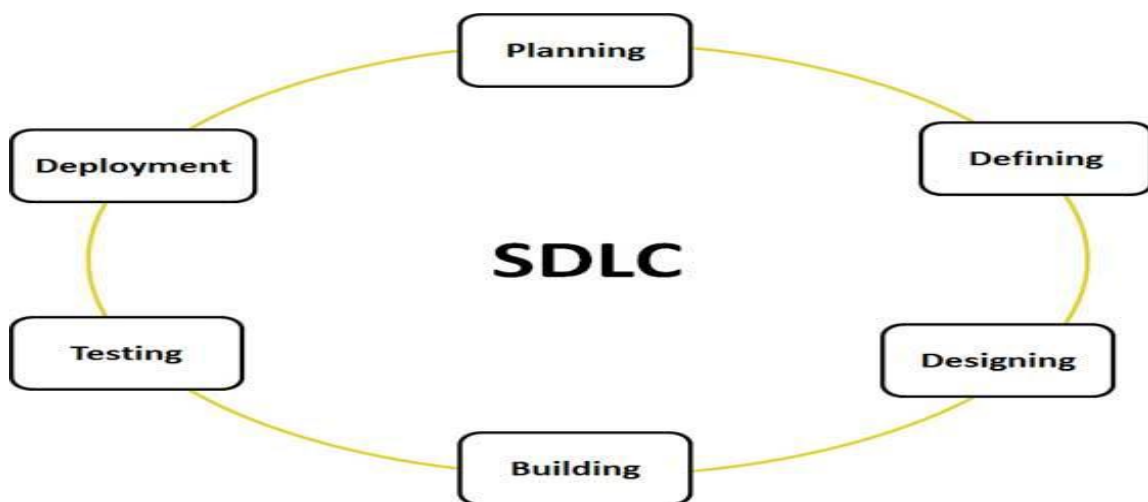 Planning
Deployment
Defining
SDLC
Testing
Designing
Building